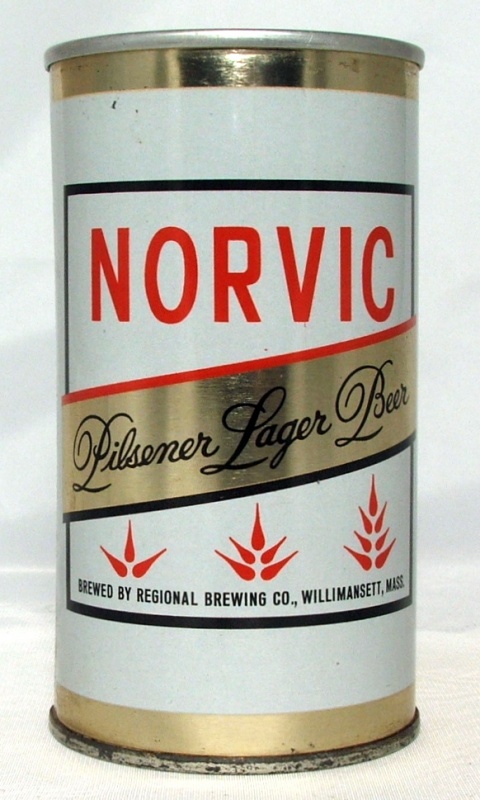 NORVIC
Pilsener Lager Beer
BREWED BY REGIONAL BREWING CO., WILLIMANSETT, MASS.